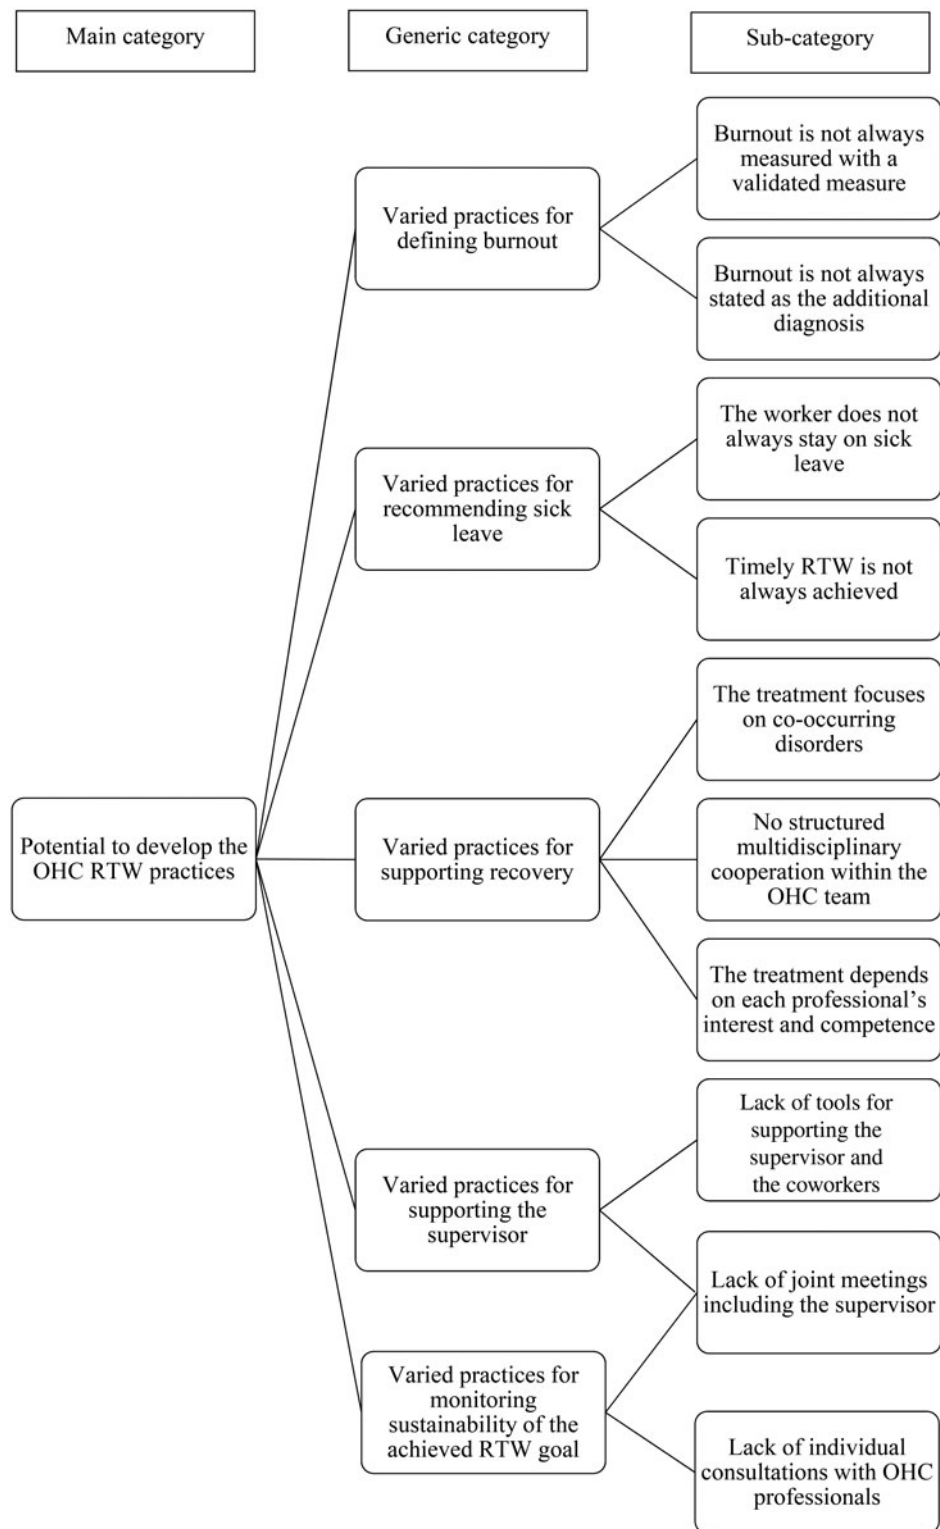 Main category
Generic category
Sub-category
Burnout is not always
measured with a
validated measure
Varied practices for
defining burnout
Burnout is not always
stated as the additional
diagnosis
The worker does not
always stay on sick
leave
Varied practices for
recommending sick
leave
Timely RTW is not
always achieved
The treatment focuses
on co-occurring
disorders
Potential to develop the
OHC RTW practices
Varied practices for
supporting recovery
No structured
multidisciplinary
cooperation within the
OHC team
The treatment depends
on each professional’s
interest and competence
Lack of tools for
supporting the
supervisor and
the coworkers
Varied practices for
supporting the
supervisor
Lack of joint meetings
including the supervisor
Varied practices for
monitoring
sustainability of the
achieved RTW goal
Lack of individual
consultations with OHC
professionals